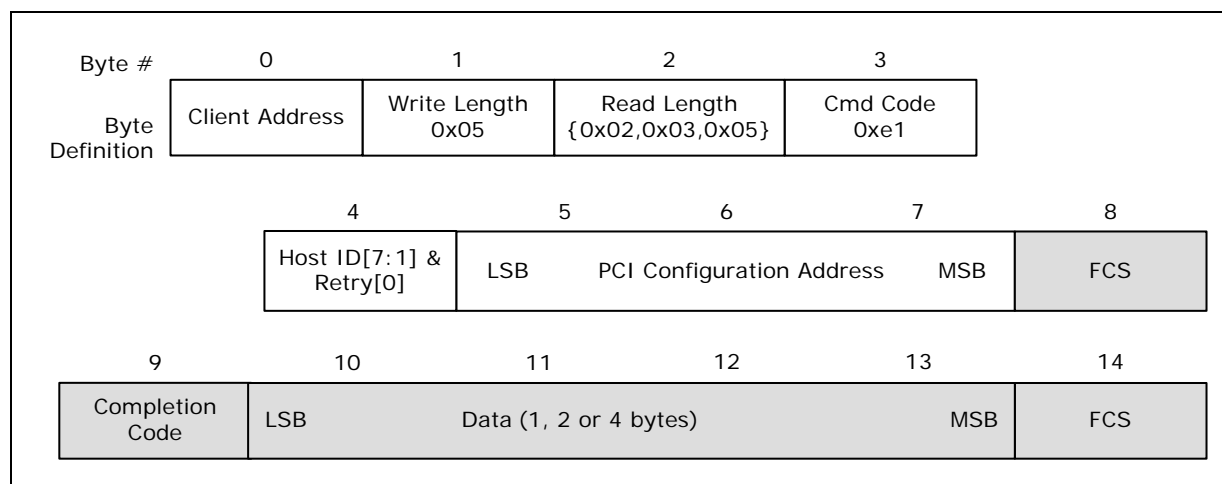 Byte # 0 1 2 3
Byte Definition
Client Address
Write Length
0x05
Read Length
{0x02,0x03,0x05}
Cmd Code
0xe1
4 5 6 7 8
Host ID[7:1] &
Retry[0]
LSB PCI Configuration Address MSB
FCS
9 10 11 12 13 14
Completion
Code
LSB Data (1, 2 or 4 bytes) MSB
FCS